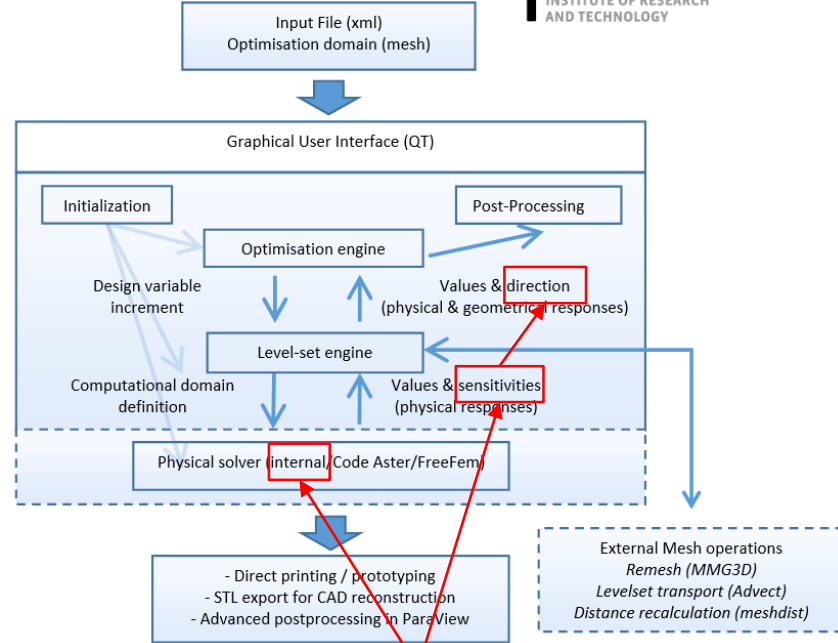 INSTITUTE OF RESEARCH
AND TECHNOLOGY
Input File (xml)
Optimisation domain (mesh)
Graphical User Interface (QT)
Initialization
Post-Processing
Optimisation engine
Design variable
increment
Values & direction
(physical & geometrical responses)
Level-set engine
Computational domain
definition
Values & sensitivities
(physical responses)
Physical solver (internal/Code Aster/FreeFem)
- Direct printing / prototyping
- STL export for CAD reconstruction
- Advanced postprocessing in ParaView
External Mesh operations
Remesh (MMG3D)
Levelset transport (Advect)
Distance recalculation (meshdist)